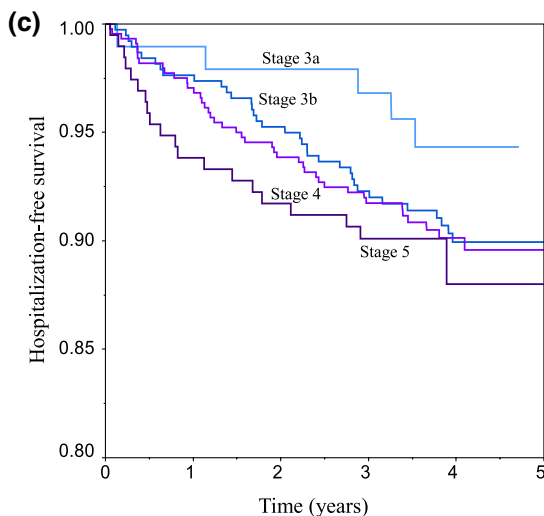 (c)
1.00
0.95
0.90
0.85
0.80
Hospitalization-free survival
Stage 3a
Stage 3b
Stage 4
Stage 5
0 1 2 3 4 5
Time (years)